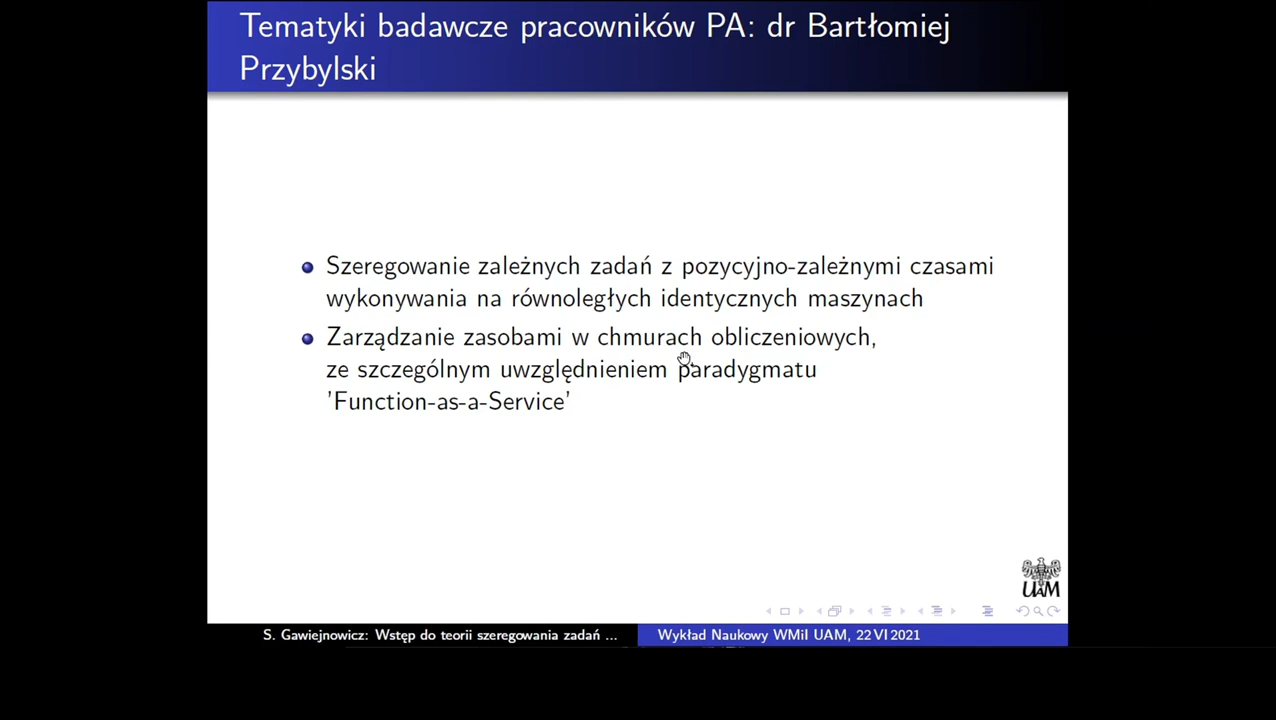 Tematyki badawcze pracowników PA: dr Bartłomiej
Przybylski
Szeregowanie zależnych zadań z pozycyjno-zależnymi czasami
wykonywania na równoległych identycznych maszynach
Zarządzanie zasobami w chmurach obliczeniowych,
ze szczególnym uwzględnieniem paradygmatu
'Function-as-a-Service'
UAM
S. Gawiejnowicz: Wstęp do teorii szeregowania zadań ...
Wykład Naukowy WMiI UAM, 22 VI 2021